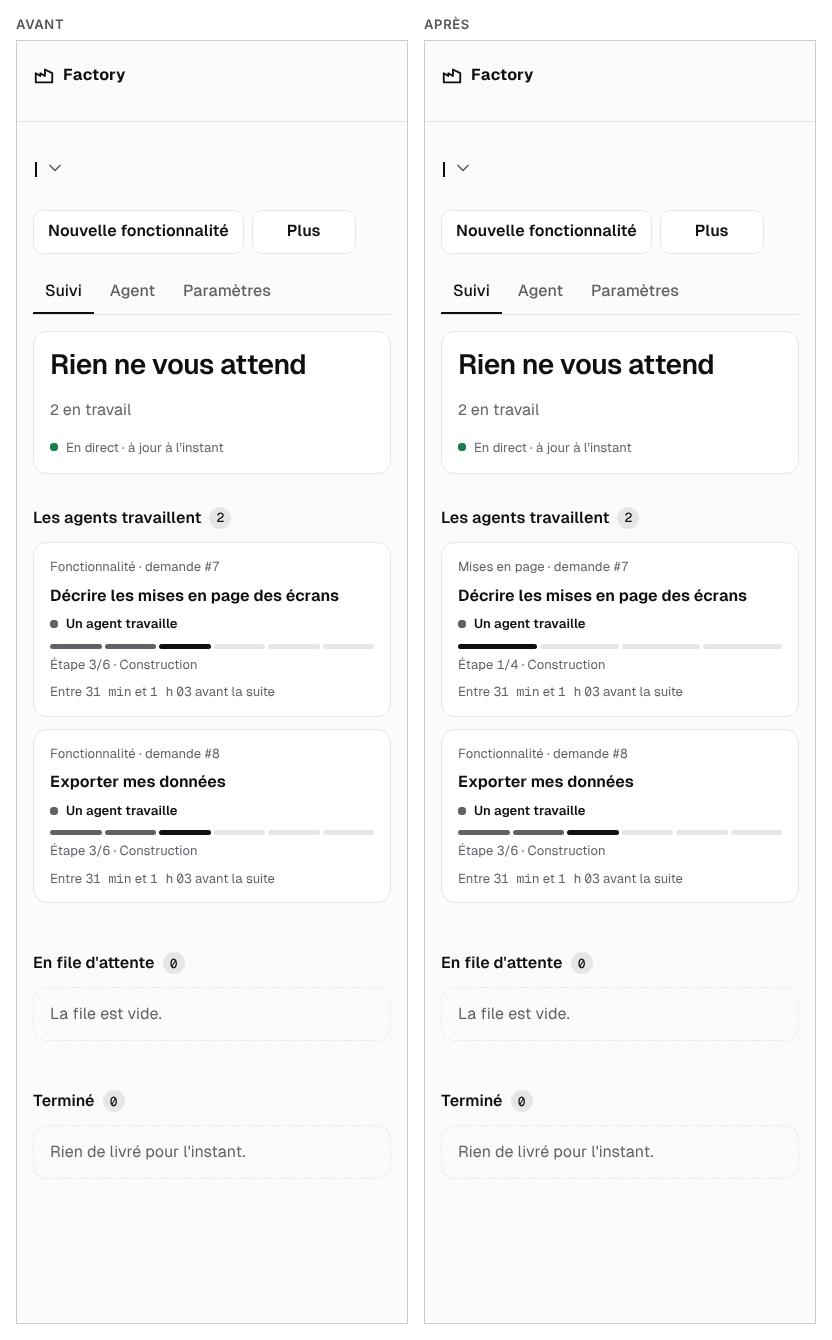 AVANT
Factory
Nouvelle fonctionnalité
Plus
Suivi
Agent
Paramètres
Rien ne vous attend
2 en travail
En direct · à jour à l'instant
Les agents travaillent 2
Fonctionnalité · demande #7
Décrire les mises en page des écrans
Un agent travaille
Étape 3/6 · Construction
Entre 31 min et 1 h 03 avant la suite
Fonctionnalité · demande #8
Exporter mes données
Un agent travaille
Étape 3/6 · Construction
Entre 31 min et 1 h 03 avant la suite
En file d'attente 0
La file est vide.
Terminé 0
Rien de livré pour l'instant.
APRÈS
Factory
Nouvelle fonctionnalité
Plus
Suivi
Agent
Paramètres
Rien ne vous attend
2 en travail
En direct · à jour à l'instant
Les agents travaillent 2
Mises en page · demande #7
Décrire les mises en page des écrans
Un agent travaille
Étape 1/4 · Construction
Entre 31 min et 1 h 03 avant la suite
Fonctionnalité · demande #8
Exporter mes données
Un agent travaille
Étape 3/6 · Construction
Entre 31 min et 1 h 03 avant la suite
En file d'attente 0
La file est vide.
Terminé 0
Rien de livré pour l'instant.